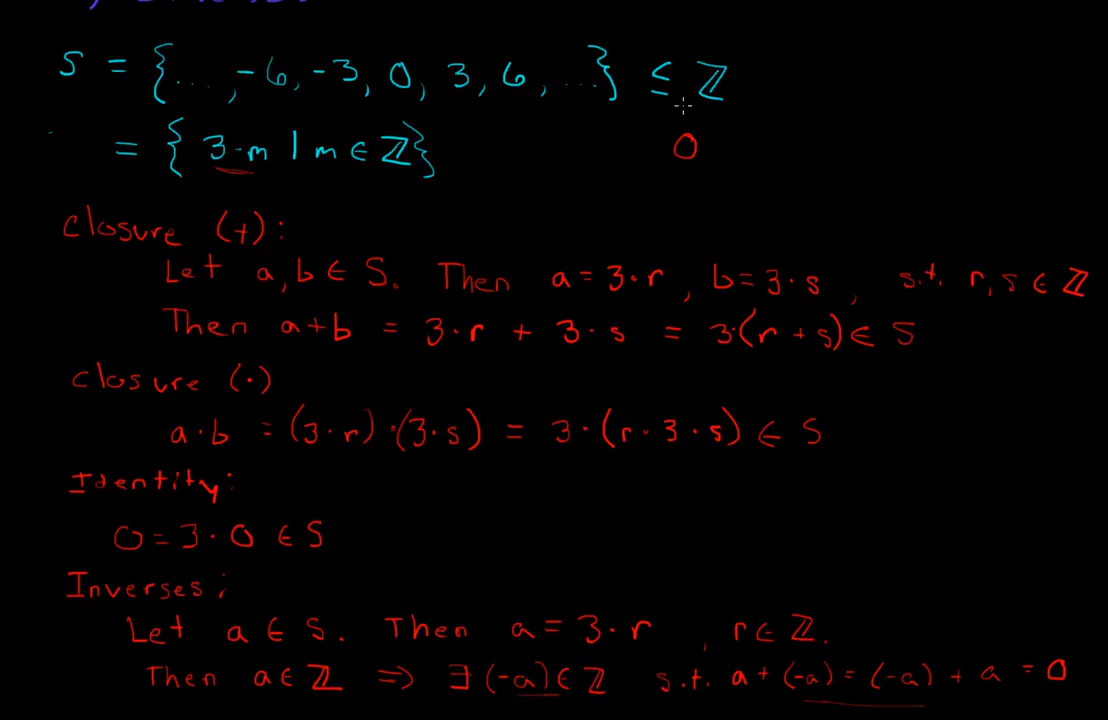 S = {..., -6, -3, 0, 3, 6, ...} ≤ ℤ
= {3·m | m ∈ ℤ}
0
Closure (+):
Let a, b ∈ S. Then a = 3·r , b = 3·s , s.t. r, s ∈ ℤ
Then a+b = 3·r + 3·s = 3·(r + s) ∈ S
Closure (·)
a·b = (3·r)·(3·s) = 3·(r·3·s) ∈ S
Identity:
0 = 3·0 ∈ S
Inverses:
Let a ∈ S. Then a = 3·r , r ∈ ℤ.
Then a ∈ ℤ ⟹ ∃ (-a) ∈ ℤ s.t. a + (-a) = (-a) + a = 0